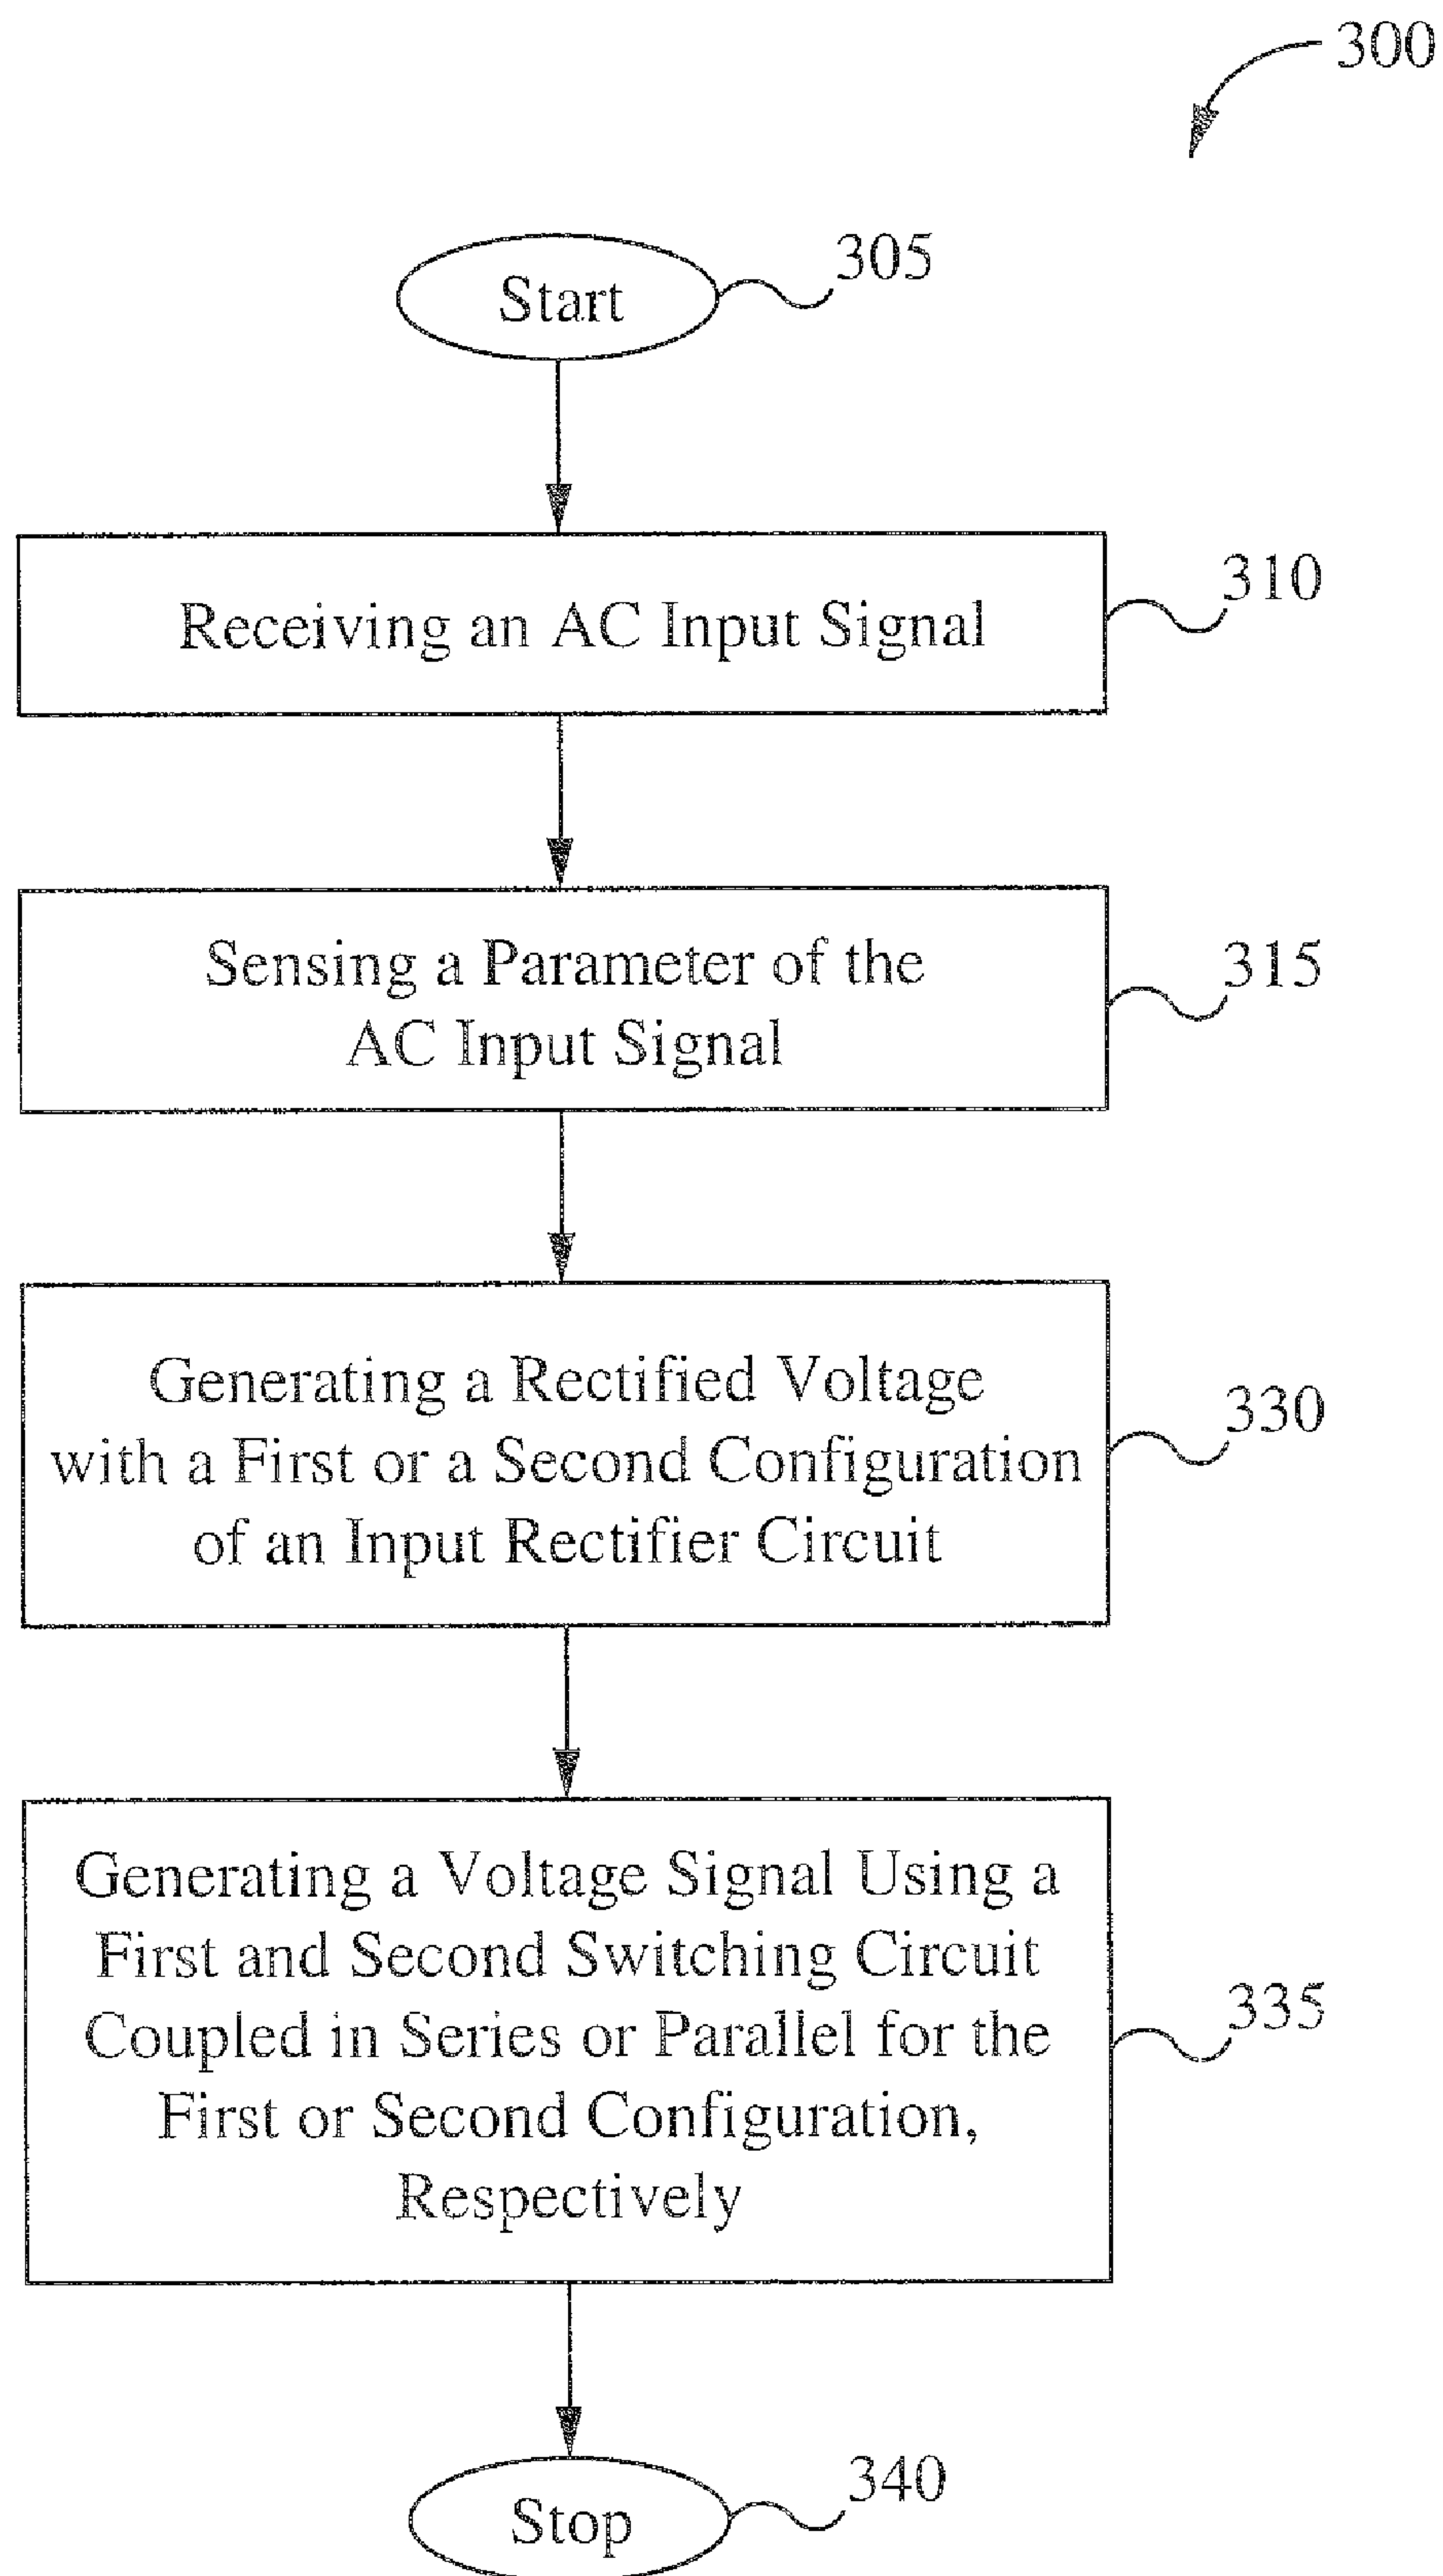 300
Start
305
Receiving an AC Input Signal
310
Sensing a Parameter of the
AC Input Signal
315
Generating a Rectified Voltage
with a First or a Second Configuration
of an Input Rectifier Circuit
330
Generating a Voltage Signal Using a
First and Second Switching Circuit
Coupled in Series or Parallel for the
First or Second Configuration,
Respectively
335
Stop
340